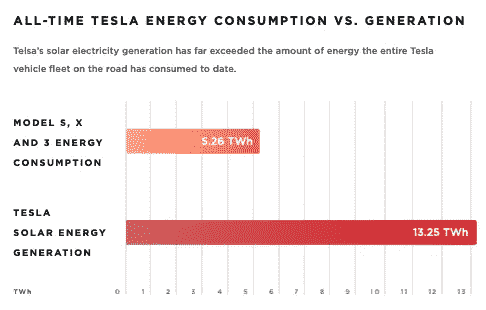 ALL-TIME TESLA ENERGY CONSUMPTION VS. GENERATION
Telsa's solar electricity generation has far exceeded the amount of energy the entire Tesla
vehicle fleet on the road has consumed to date.
MODEL S, X
AND 3 ENERGY
CONSUMPTION
5.26 TWh
TESLA
SOLAR ENERGY
GENERATION
13.25 TWh
TWh 0 1 2 3 4 5 6 7 8 9 10 11 12 13